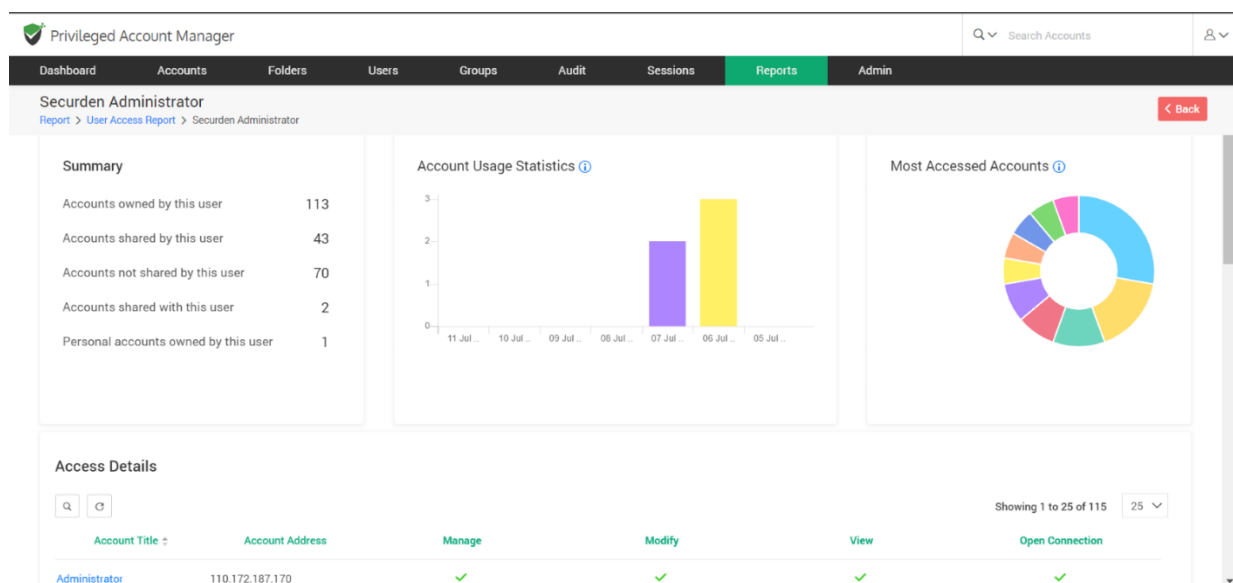 Privileged Account Manager
Search Accounts
Dashboard Accounts Folders Users Groups Audit Sessions Reports Admin
Securden Administrator
Report > User Access Report > Securden Administrator
< Back
Summary
Accounts owned by this user 113
Accounts shared by this user 43
Accounts not shared by this user 70
Accounts shared with this user 2
Personal accounts owned by this user 1
Account Usage Statistics
3
2
1
0
11 Jul ... 10 Jul ... 09 Jul ... 08 Jul ... 07 Jul ... 06 Jul ... 05 Jul ...
Most Accessed Accounts
Access Details
Showing 1 to 25 of 115 25
Account Title Account Address Manage Modify View Open Connection
Administrator 110.172.187.170